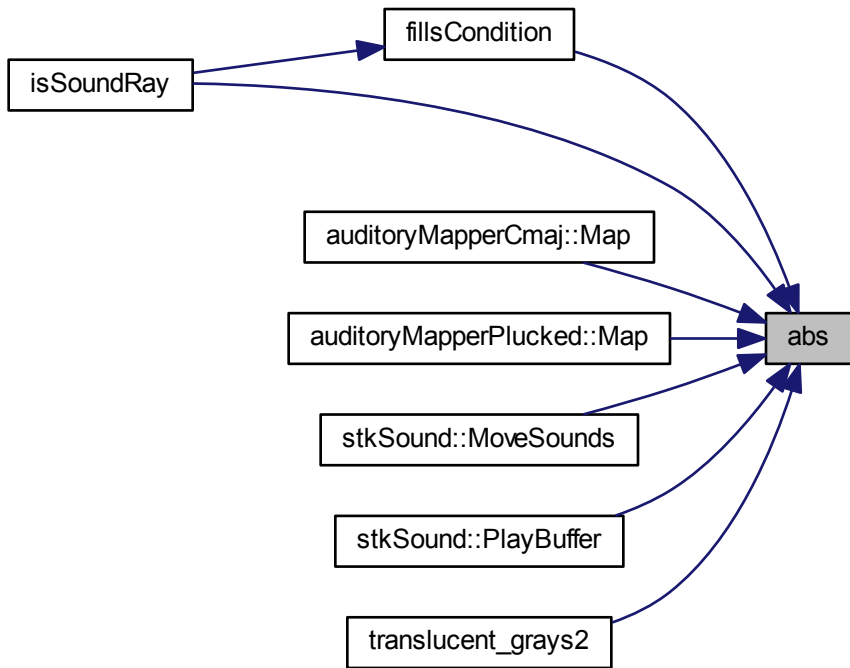 fillsCondition
isSoundRay
auditoryMapperCmaj::Map
auditoryMapperPlucked::Map
abs
stkSound::MoveSounds
stkSound::PlayBuffer
translucent_grays2